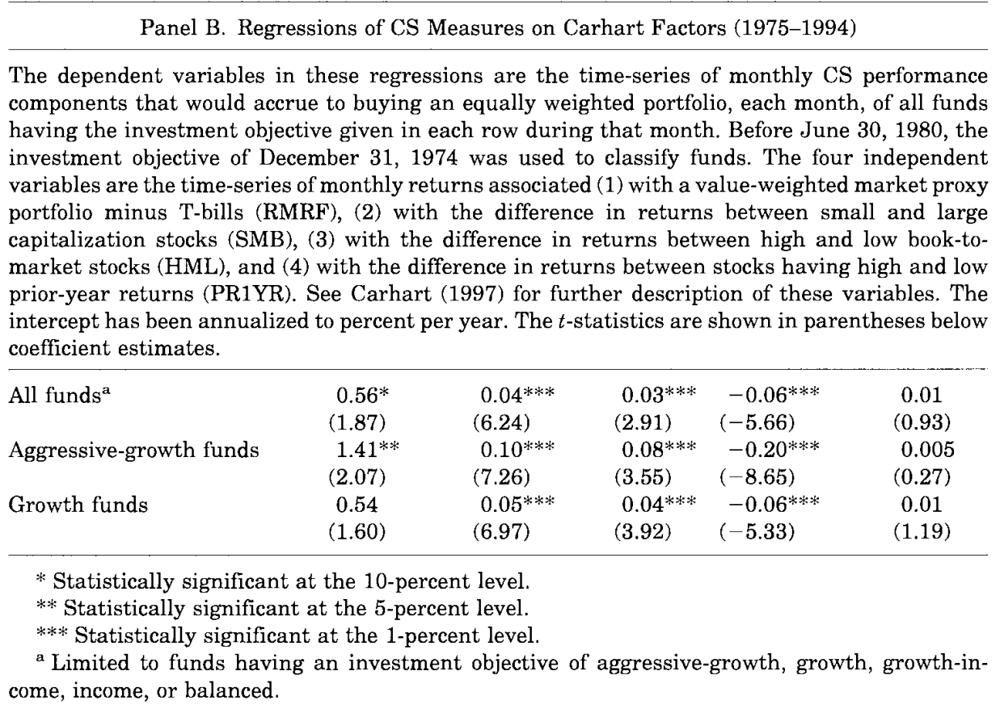 Panel B. Regressions of CS Measures on Carhart Factors (1975–1994)
The dependent variables in these regressions are the time-series of monthly CS performance
components that would accrue to buying an equally weighted portfolio, each month, of all funds
having the investment objective given in each row during that month. Before June 30, 1980, the
investment objective of December 31, 1974 was used to classify funds. The four independent
variables are the time-series of monthly returns associated (1) with a value-weighted market proxy
portfolio minus T-bills (RMRF), (2) with the difference in returns between small and large
capitalization stocks (SMB), (3) with the difference in returns between high and low book-to-
market stocks (HML), and (4) with the difference in returns between stocks having high and low
prior-year returns (PR1YR). See Carhart (1997) for further description of these variables. The
intercept has been annualized to percent per year. The t-statistics are shown in parentheses below
coefficient estimates.
All funds^a 0.56* 0.04*** 0.03*** −0.06*** 0.01
(1.87) (6.24) (2.91) (−5.66) (0.93)
Aggressive-growth funds 1.41** 0.10*** 0.08*** −0.20*** 0.005
(2.07) (7.26) (3.55) (−8.65) (0.27)
Growth funds 0.54 0.05*** 0.04*** −0.06*** 0.01
(1.60) (6.97) (3.92) (−5.33) (1.19)
* Statistically significant at the 10-percent level.
** Statistically significant at the 5-percent level.
*** Statistically significant at the 1-percent level.
^a Limited to funds having an investment objective of aggressive-growth, growth, growth-in-
come, income, or balanced.